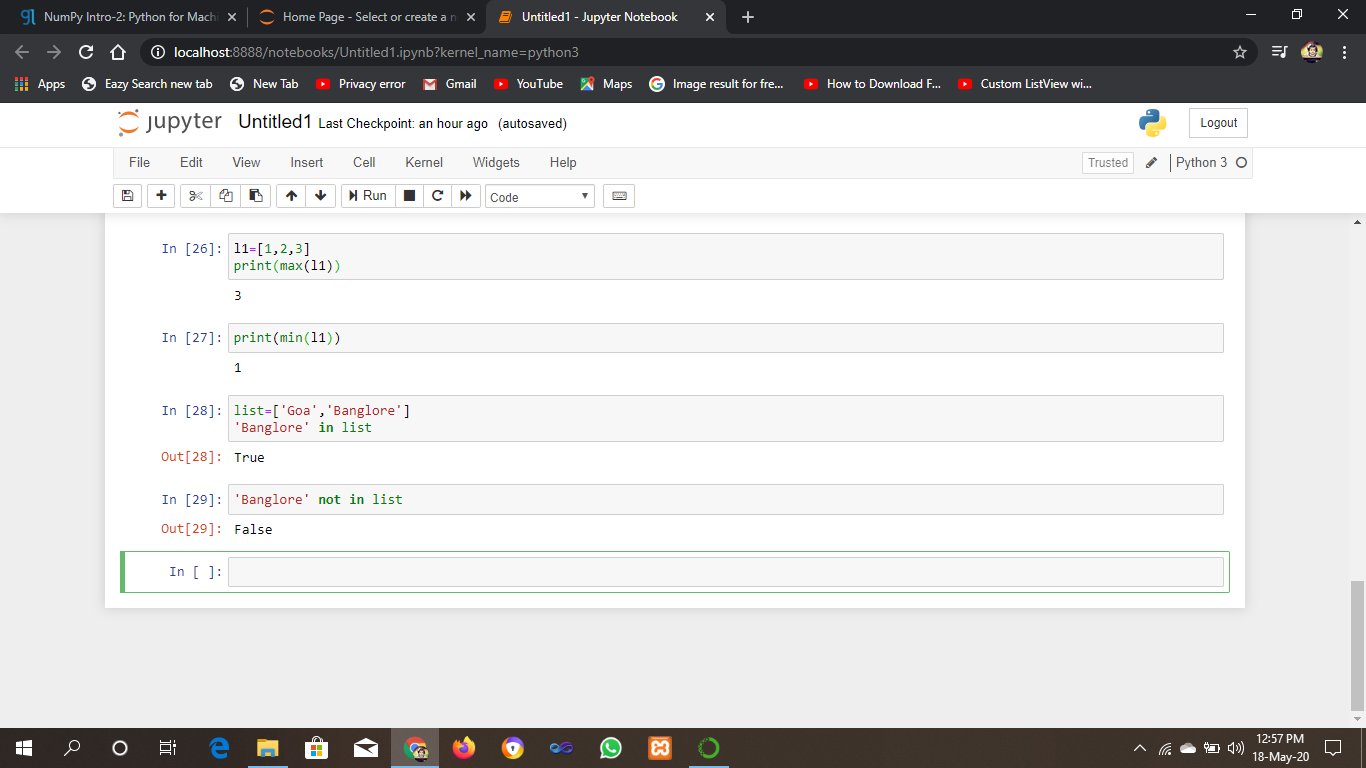 NumPy Intro-2: Python for Machi
Home Page - Select or create a n
Untitled1 - Jupyter Notebook
localhost:8888/notebooks/Untitled1.ipynb?kernel_name=python3
Apps Eazy Search new tab New Tab Privacy error Gmail YouTube Maps Image result for fre... How to Download F... Custom ListView wi...
jupyter Untitled1 Last Checkpoint: an hour ago (autosaved) Logout
File Edit View Insert Cell Kernel Widgets Help Trusted Python 3
Run Code
In [26]: l1=[1,2,3]
print(max(l1))
3
In [27]: print(min(l1))
1
In [28]: list=['Goa','Banglore']
'Banglore' in list
Out[28]: True
In [29]: 'Banglore' not in list
Out[29]: False
In [ ]:
12:57 PM
18-May-20